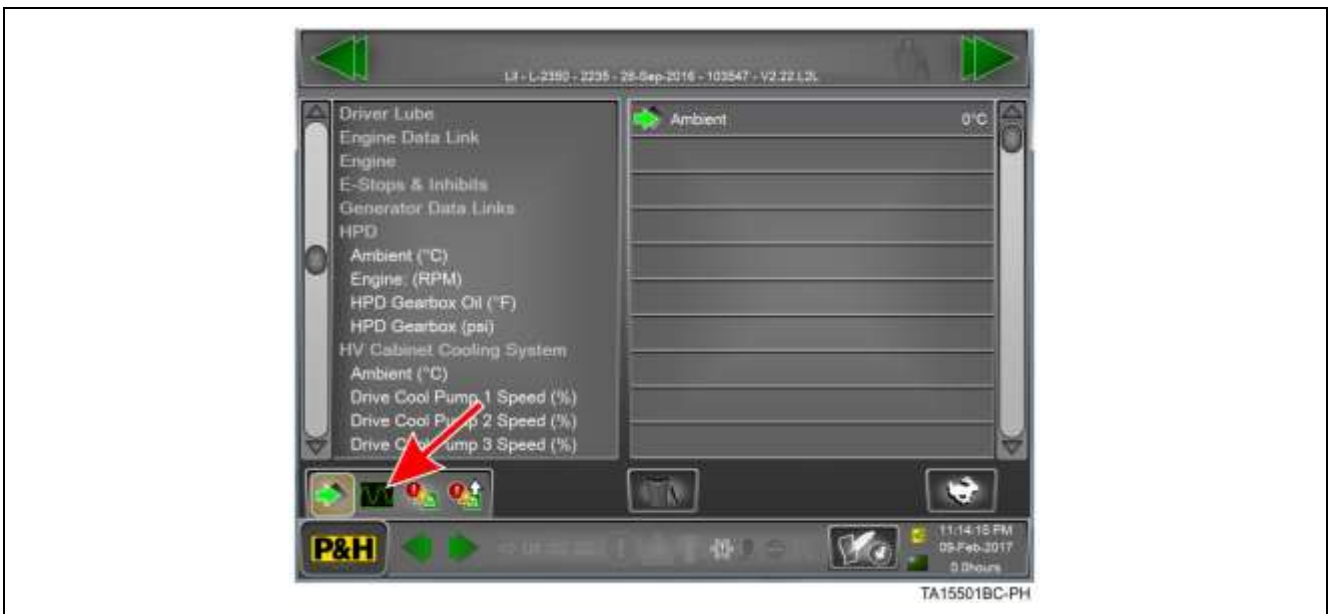 LII - L-2350 - 2235 - 28-Sep-2016 - 103547 - V2.22.L2L
Driver Lube
Engine Data Link
Engine
E-Stops & Inhibits
Generator Data Links
HPD
Ambient (°C)
Engine: (RPM)
HPD Gearbox Oil (°F)
HPD Gearbox (psi)
HV Cabinet Cooling System
Ambient (°C)
Drive Cool Pump 1 Speed (%)
Drive Cool Pump 2 Speed (%)
Drive Cool Pump 3 Speed (%)
Ambient 0°C
P&H
11:14:15 PM
09-Feb-2017
0.0hours
TA15501BC-PH